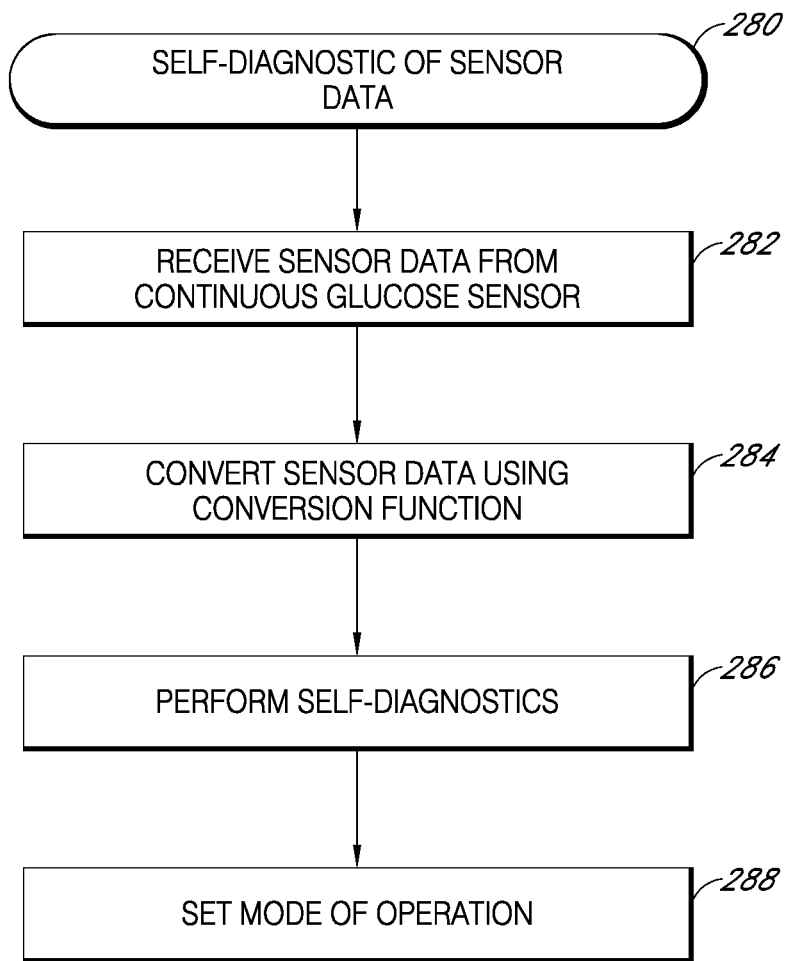 280
SELF-DIAGNOSTIC OF SENSOR
DATA
282
RECEIVE SENSOR DATA FROM
CONTINUOUS GLUCOSE SENSOR
284
CONVERT SENSOR DATA USING
CONVERSION FUNCTION
286
PERFORM SELF-DIAGNOSTICS
288
SET MODE OF OPERATION